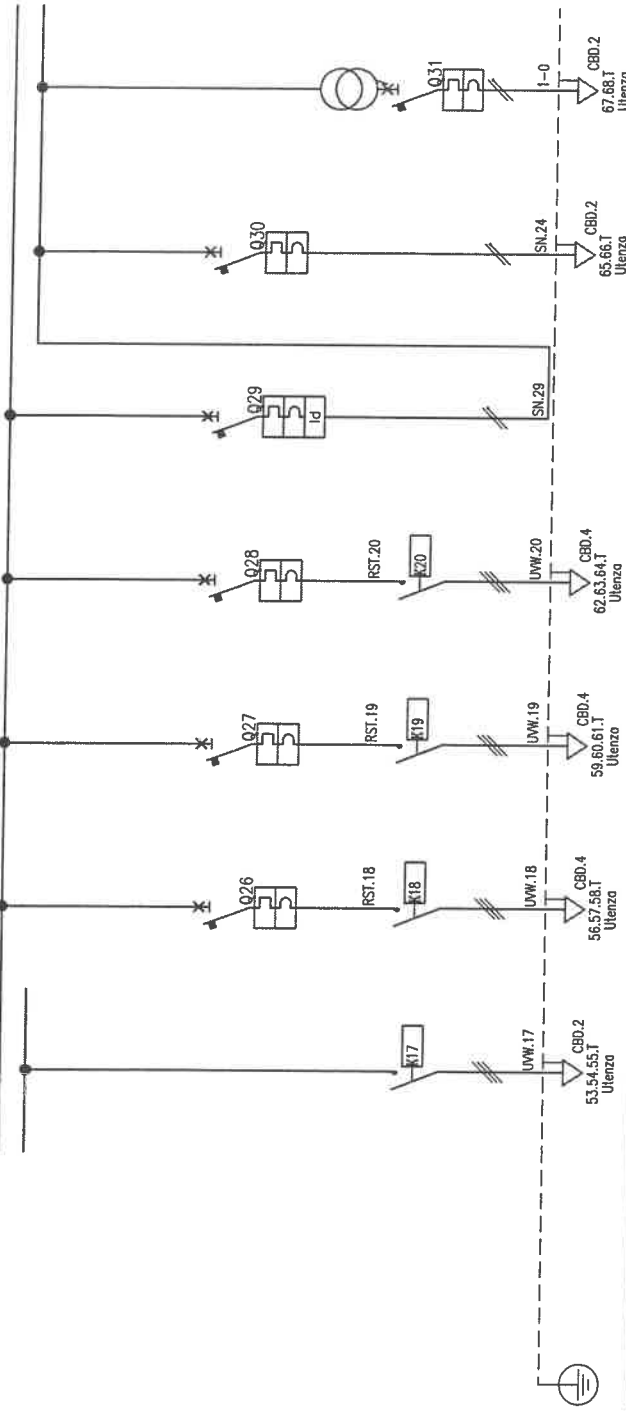 Q31
1-0
CBD.2
67.68.T
Utenza
Q30
SN.24
CBD.2
65.66.T
Utenza
Q29
Id
SN.29
Q28
RST.20
K20
UVW.20
CBD.4
62.63.64.T
Utenza
Q27
RST.19
K19
UVW.19
CBD.4
59.60.61.T
Utenza
Q26
RST.18
K18
UVW.18
CBD.4
56.57.58.T
Utenza
K17
UVW.17
CBD.2
53.54.55.T
Utenza